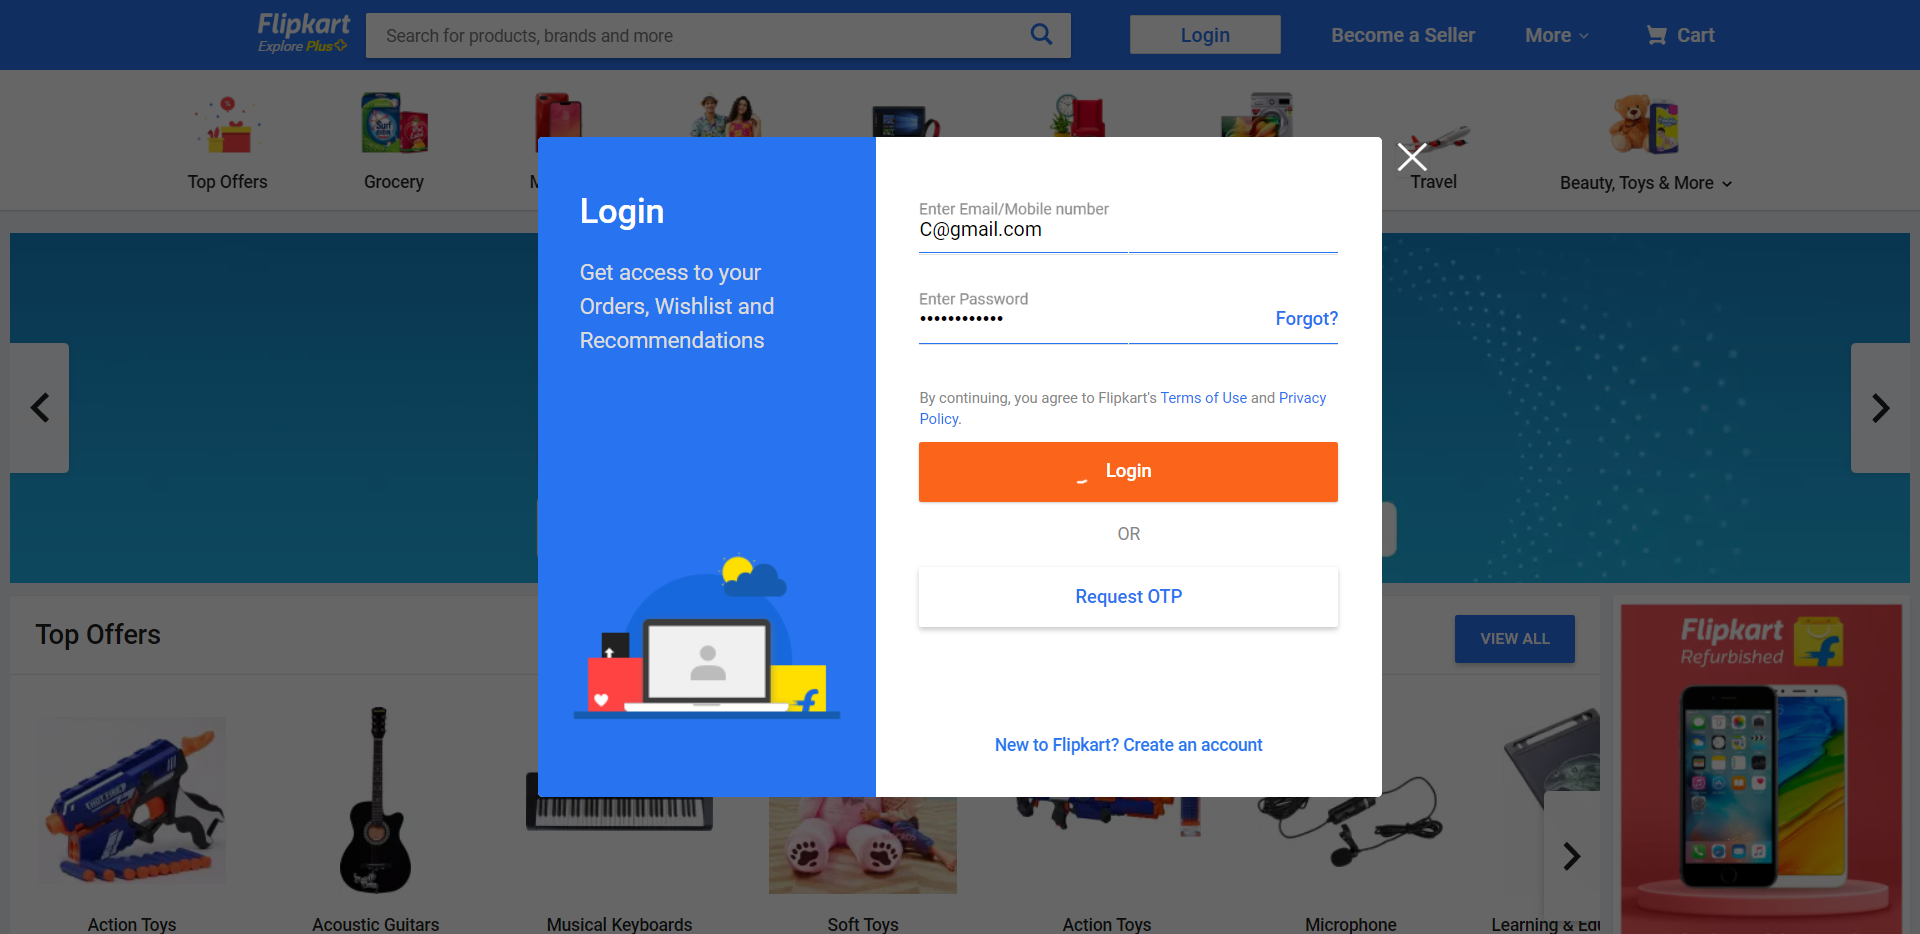 Flipkart
Explore Plus
Search for products, brands and more
Login
Become a Seller
More
Cart
Top Offers
Grocery
M
Travel
Beauty, Toys & More
Login
Get access to your
Orders, Wishlist and
Recommendations
Enter Email/Mobile number
C@gmail.com
Enter Password
••••••••••••
Forgot?
By continuing, you agree to Flipkart's Terms of Use and Privacy
Policy.
Login
OR
Request OTP
New to Flipkart? Create an account
Top Offers
VIEW ALL
Flipkart
Refurbished
Action Toys
Acoustic Guitars
Musical Keyboards
Soft Toys
Action Toys
Microphone
Learning & Edu